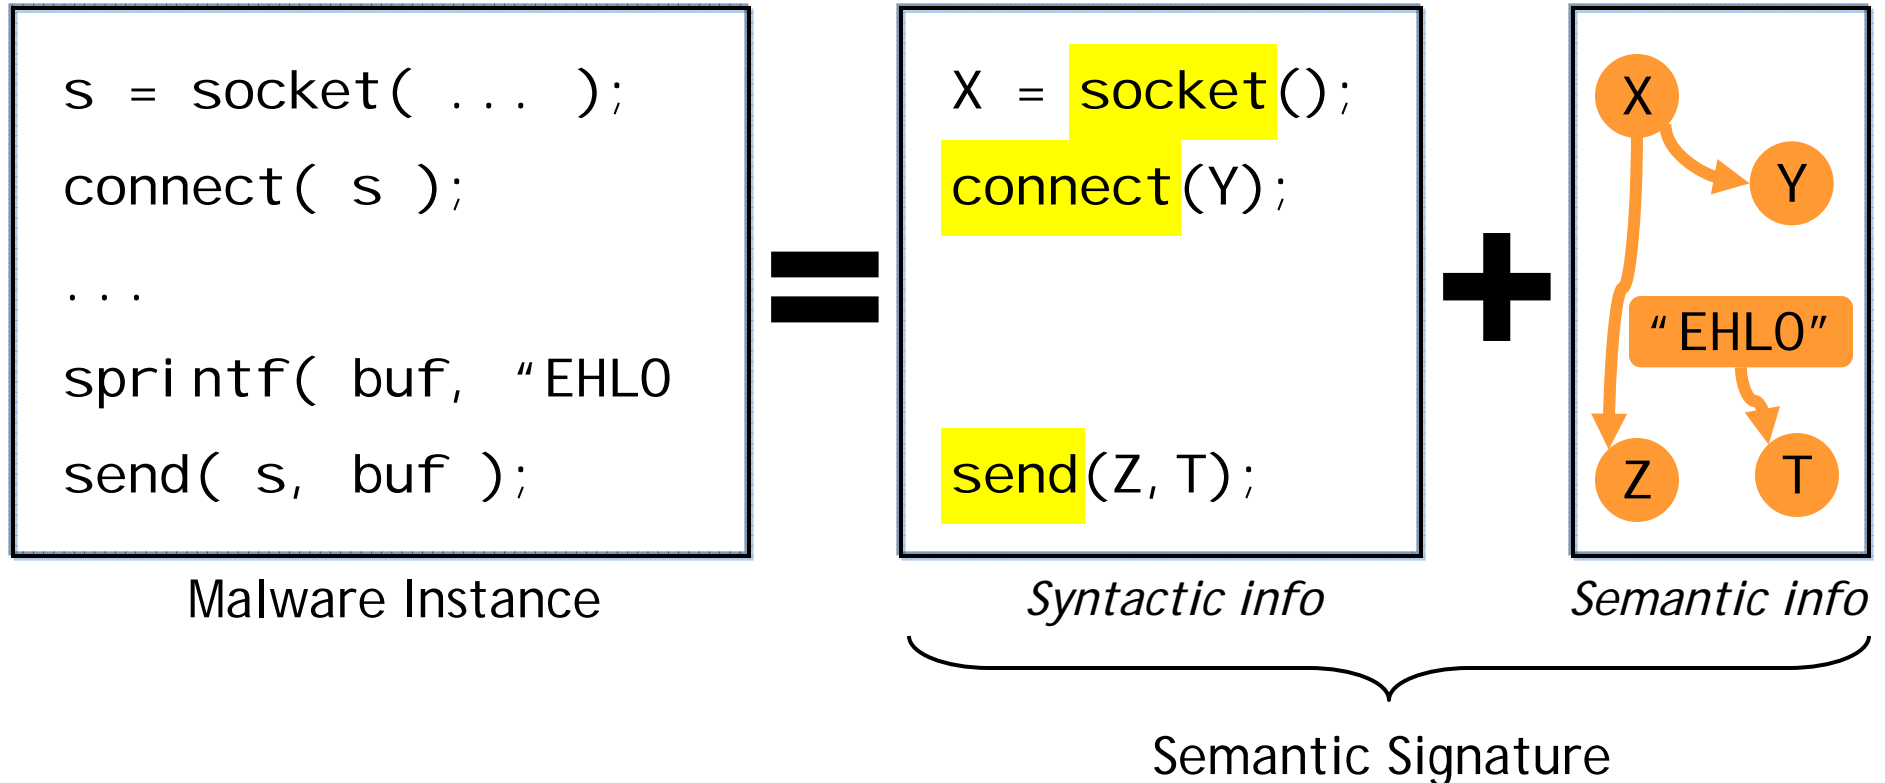 s = socket( ... );
connect( s );
...
sprintf( buf, “EHLO
send( s, buf );
Malware Instance
=
X = socket();
connect(Y);
send(Z,T);
Syntactic info
+
X
Y
“EHLO”
Z
T
Semantic info
Semantic Signature